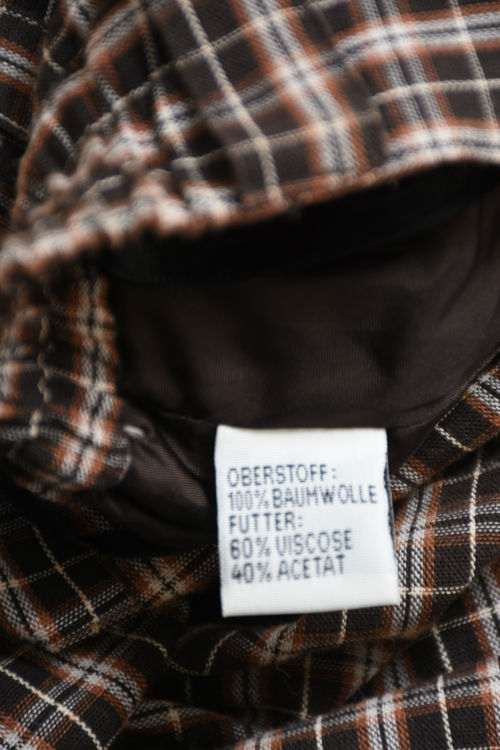 OBERSTOFF:
100% BAUMWOLLE
FUTTER:
60% VISCOSE
40% ACETAT